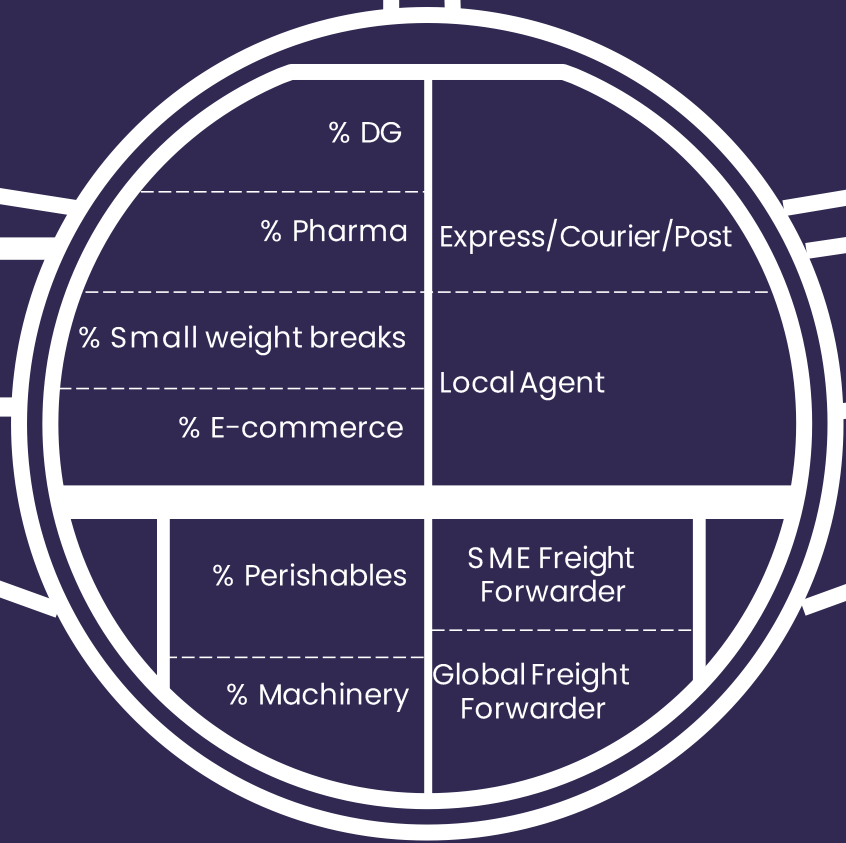 % DG
% Pharma
Express/Courier/Post
% Small weight breaks
Local Agent
% E-commerce
% Perishables
SME Freight
Forwarder
% Machinery
Global Freight
Forwarder